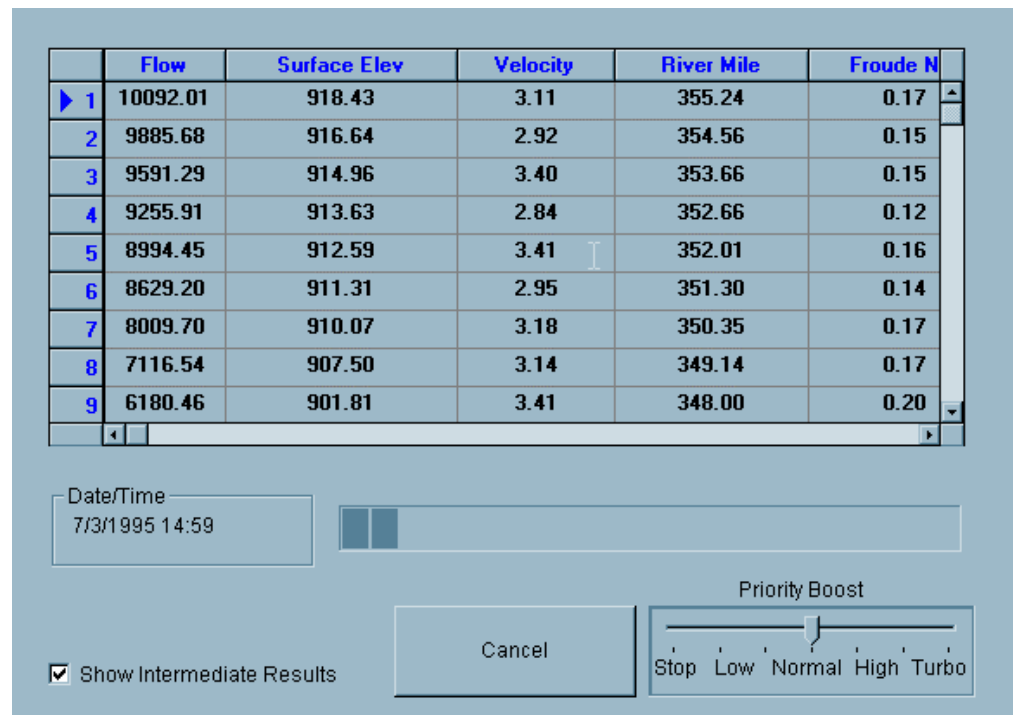 Flow Surface Elev Velocity River Mile Froude N
1 10092.01 918.43 3.11 355.24 0.17
2 9885.68 916.64 2.92 354.56 0.15
3 9591.29 914.96 3.40 353.66 0.15
4 9255.91 913.63 2.84 352.66 0.12
5 8994.45 912.59 3.41 352.01 0.16
6 8629.20 911.31 2.95 351.30 0.14
7 8009.70 910.07 3.18 350.35 0.17
8 7116.54 907.50 3.14 349.14 0.17
9 6180.46 901.81 3.41 348.00 0.20
Date/Time
7/3/1995 14:59
Priority Boost
Cancel
Stop Low Normal High Turbo
Show Intermediate Results